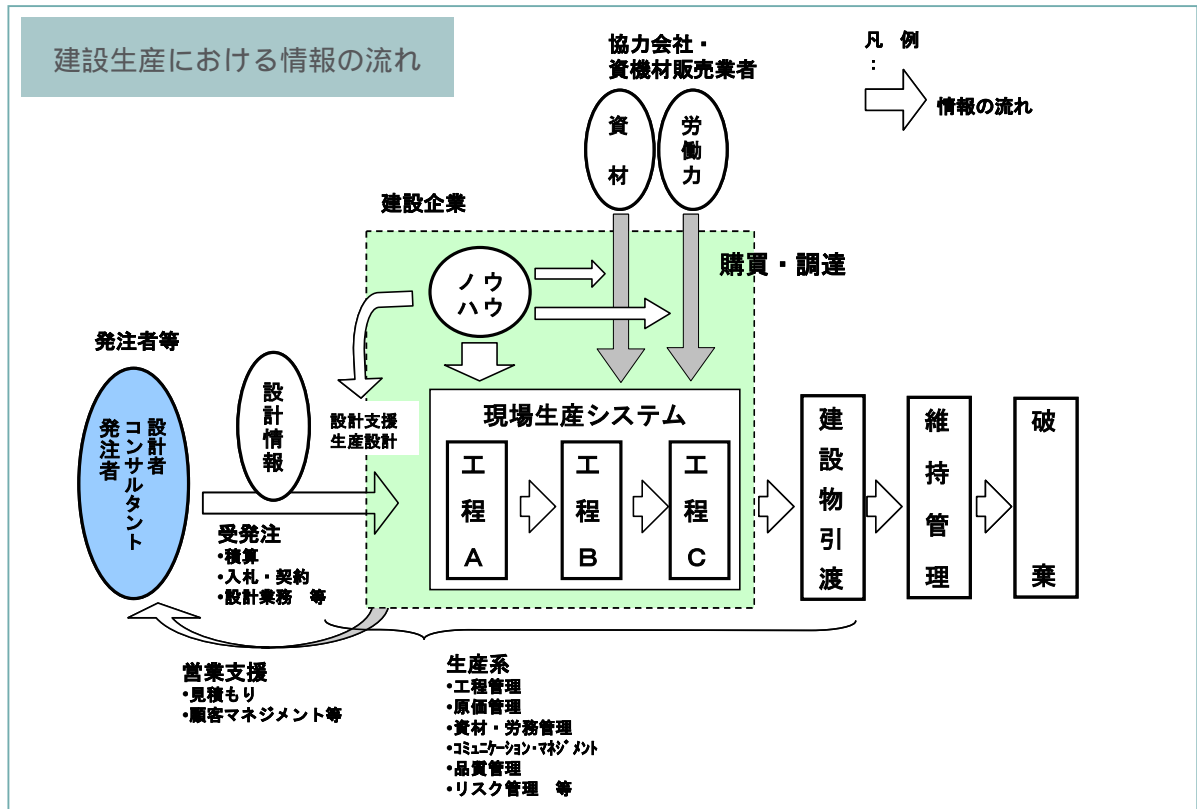 建設生産における情報の流れ
協力会社・
資機材販売業者
凡 例
：
情報の流れ
資材
労働力
建設企業
ノウ
ハウ
購買・調達
発注者等
設計者
コンサルタント
発注者
設計情報
設計支援
生産設計
現場生産システム
工程A
工程B
工程C
建設物引渡
維持管理
破棄
受発注
•積算
•入札・契約
•設計業務 等
営業支援
•見積もり
•顧客マネジメント等
生産系
•工程管理
•原価管理
•資材・労務管理
•ｺﾐｭﾆｹｰｼｮﾝ・ﾏﾈｼﾞﾒﾝﾄ
•品質管理
•リスク管理 等